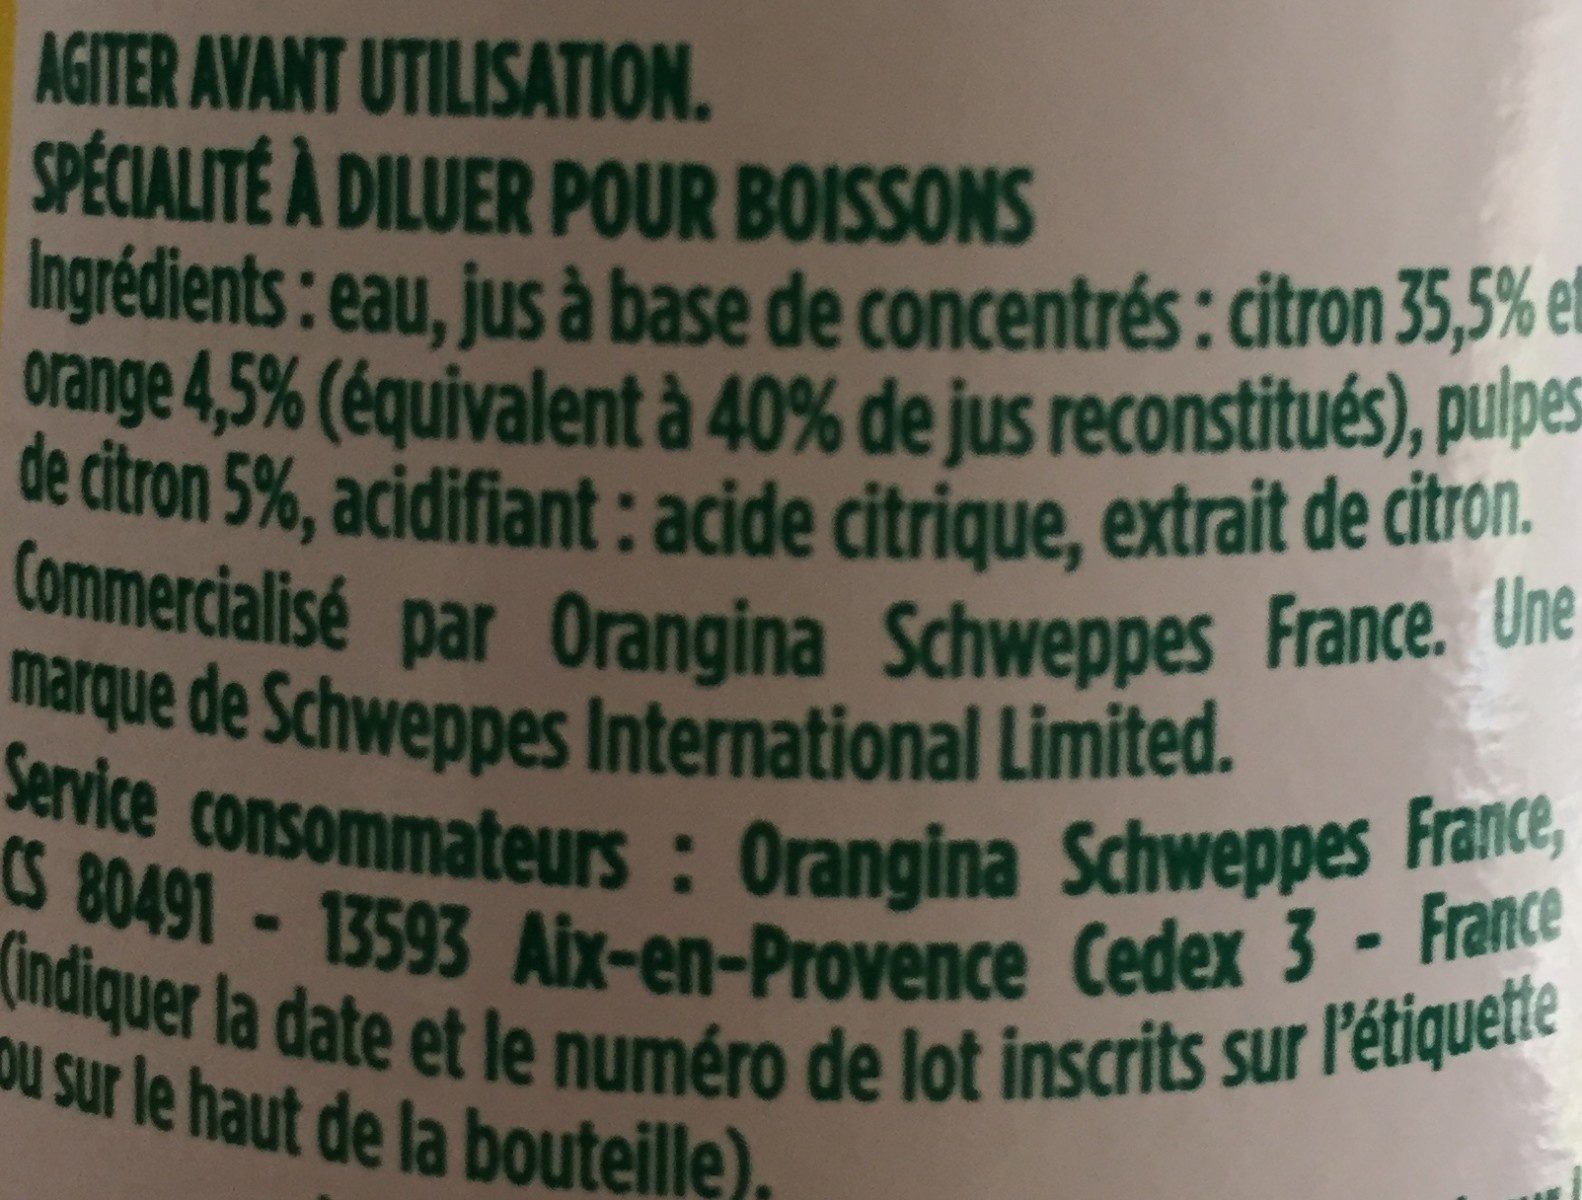 AGITER AVANT UTILISATION.
SPÉCIALITÉ À DILUER POUR BOISSONS
Ingrédients : eau, jus à base de concentrés : citron 35,5% et
orange 4,5% (équivalent à 40% de jus reconstitués), pulpes
de citron 5%, acidifiant : acide citrique, extrait de citron.
Commercialisé par Orangina Schweppes France. Une
marque de Schweppes International Limited.
Service consommateurs : Orangina Schweppes France,
CS 80491 - 13593 Aix-en-Provence Cedex 3 - France
(indiquer la date et le numéro de lot inscrits sur l'étiquette
ou sur le haut de la bouteille).